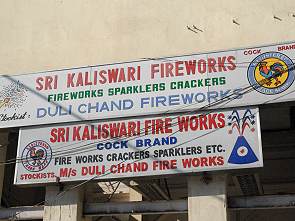 COCK BRAND
SRI KALISWARI FIREWORKS
FIREWORKS SPARKLERS CRACKERS
Stockist: DULI CHAND FIREWORKS
SRI KALISWARI FIRE WORKS
COCK BRAND
FIRE WORKS CRACKERS SPARKLERS ETC.
STOCKISTS. M/s DULI CHAND FIRE WORKS